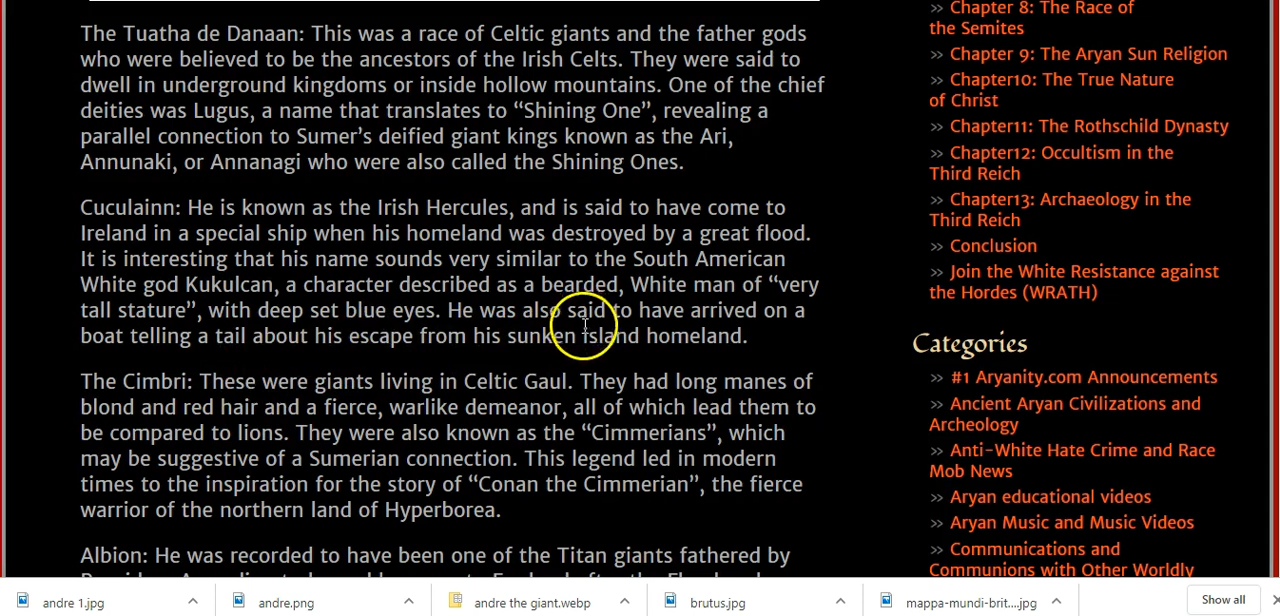 The Tuatha de Danaan: This was a race of Celtic giants and the father gods
who were believed to be the ancestors of the Irish Celts. They were said to
dwell in underground kingdoms or inside hollow mountains. One of the chief
deities was Lugus, a name that translates to “Shining One”, revealing a
parallel connection to Sumer’s deified giant kings known as the Ari,
Annunaki, or Annanagi who were also called the Shining Ones.
Cuculainn: He is known as the Irish Hercules, and is said to have come to
Ireland in a special ship when his homeland was destroyed by a great flood.
It is interesting that his name sounds very similar to the South American
White god Kukulcan, a character described as a bearded, White man of “very
tall stature”, with deep set blue eyes. He was also said to have arrived on a
boat telling a tail about his escape from his sunken island homeland.
The Cimbri: These were giants living in Celtic Gaul. They had long manes of
blond and red hair and a fierce, warlike demeanor, all of which lead them to
be compared to lions. They were also known as the “Cimmerians”, which
may be suggestive of a Sumerian connection. This legend led in modern
times to the inspiration for the story of “Conan the Cimmerian”, the fierce
warrior of the northern land of Hyperborea.
Albion: He was recorded to have been one of the Titan giants fathered by
» Chapter 8: The Race of
the Semites
» Chapter 9: The Aryan Sun Religion
» Chapter10: The True Nature
of Christ
» Chapter11: The Rothschild Dynasty
» Chapter12: Occultism in the
Third Reich
» Chapter13: Archaeology in the
Third Reich
» Conclusion
» Join the White Resistance against
the Hordes (WRATH)
Categories
» #1 Aryanity.com Announcements
» Ancient Aryan Civilizations and
Archeology
» Anti-White Hate Crime and Race
Mob News
» Aryan educational videos
» Aryan Music and Music Videos
» Communications and
Communions with Other Worldly
andre 1.jpg
andre.png
andre the giant.webp
brutus.jpg
mappa-mundi-brit....jpg
Show all